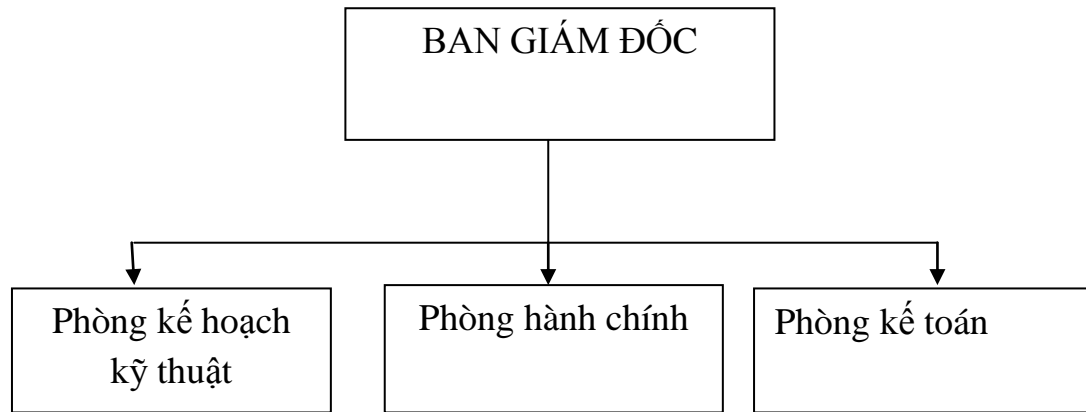 BAN GIÁM ĐỐC
Phòng kế hoạch
kỹ thuật
Phòng hành chính
Phòng kế toán